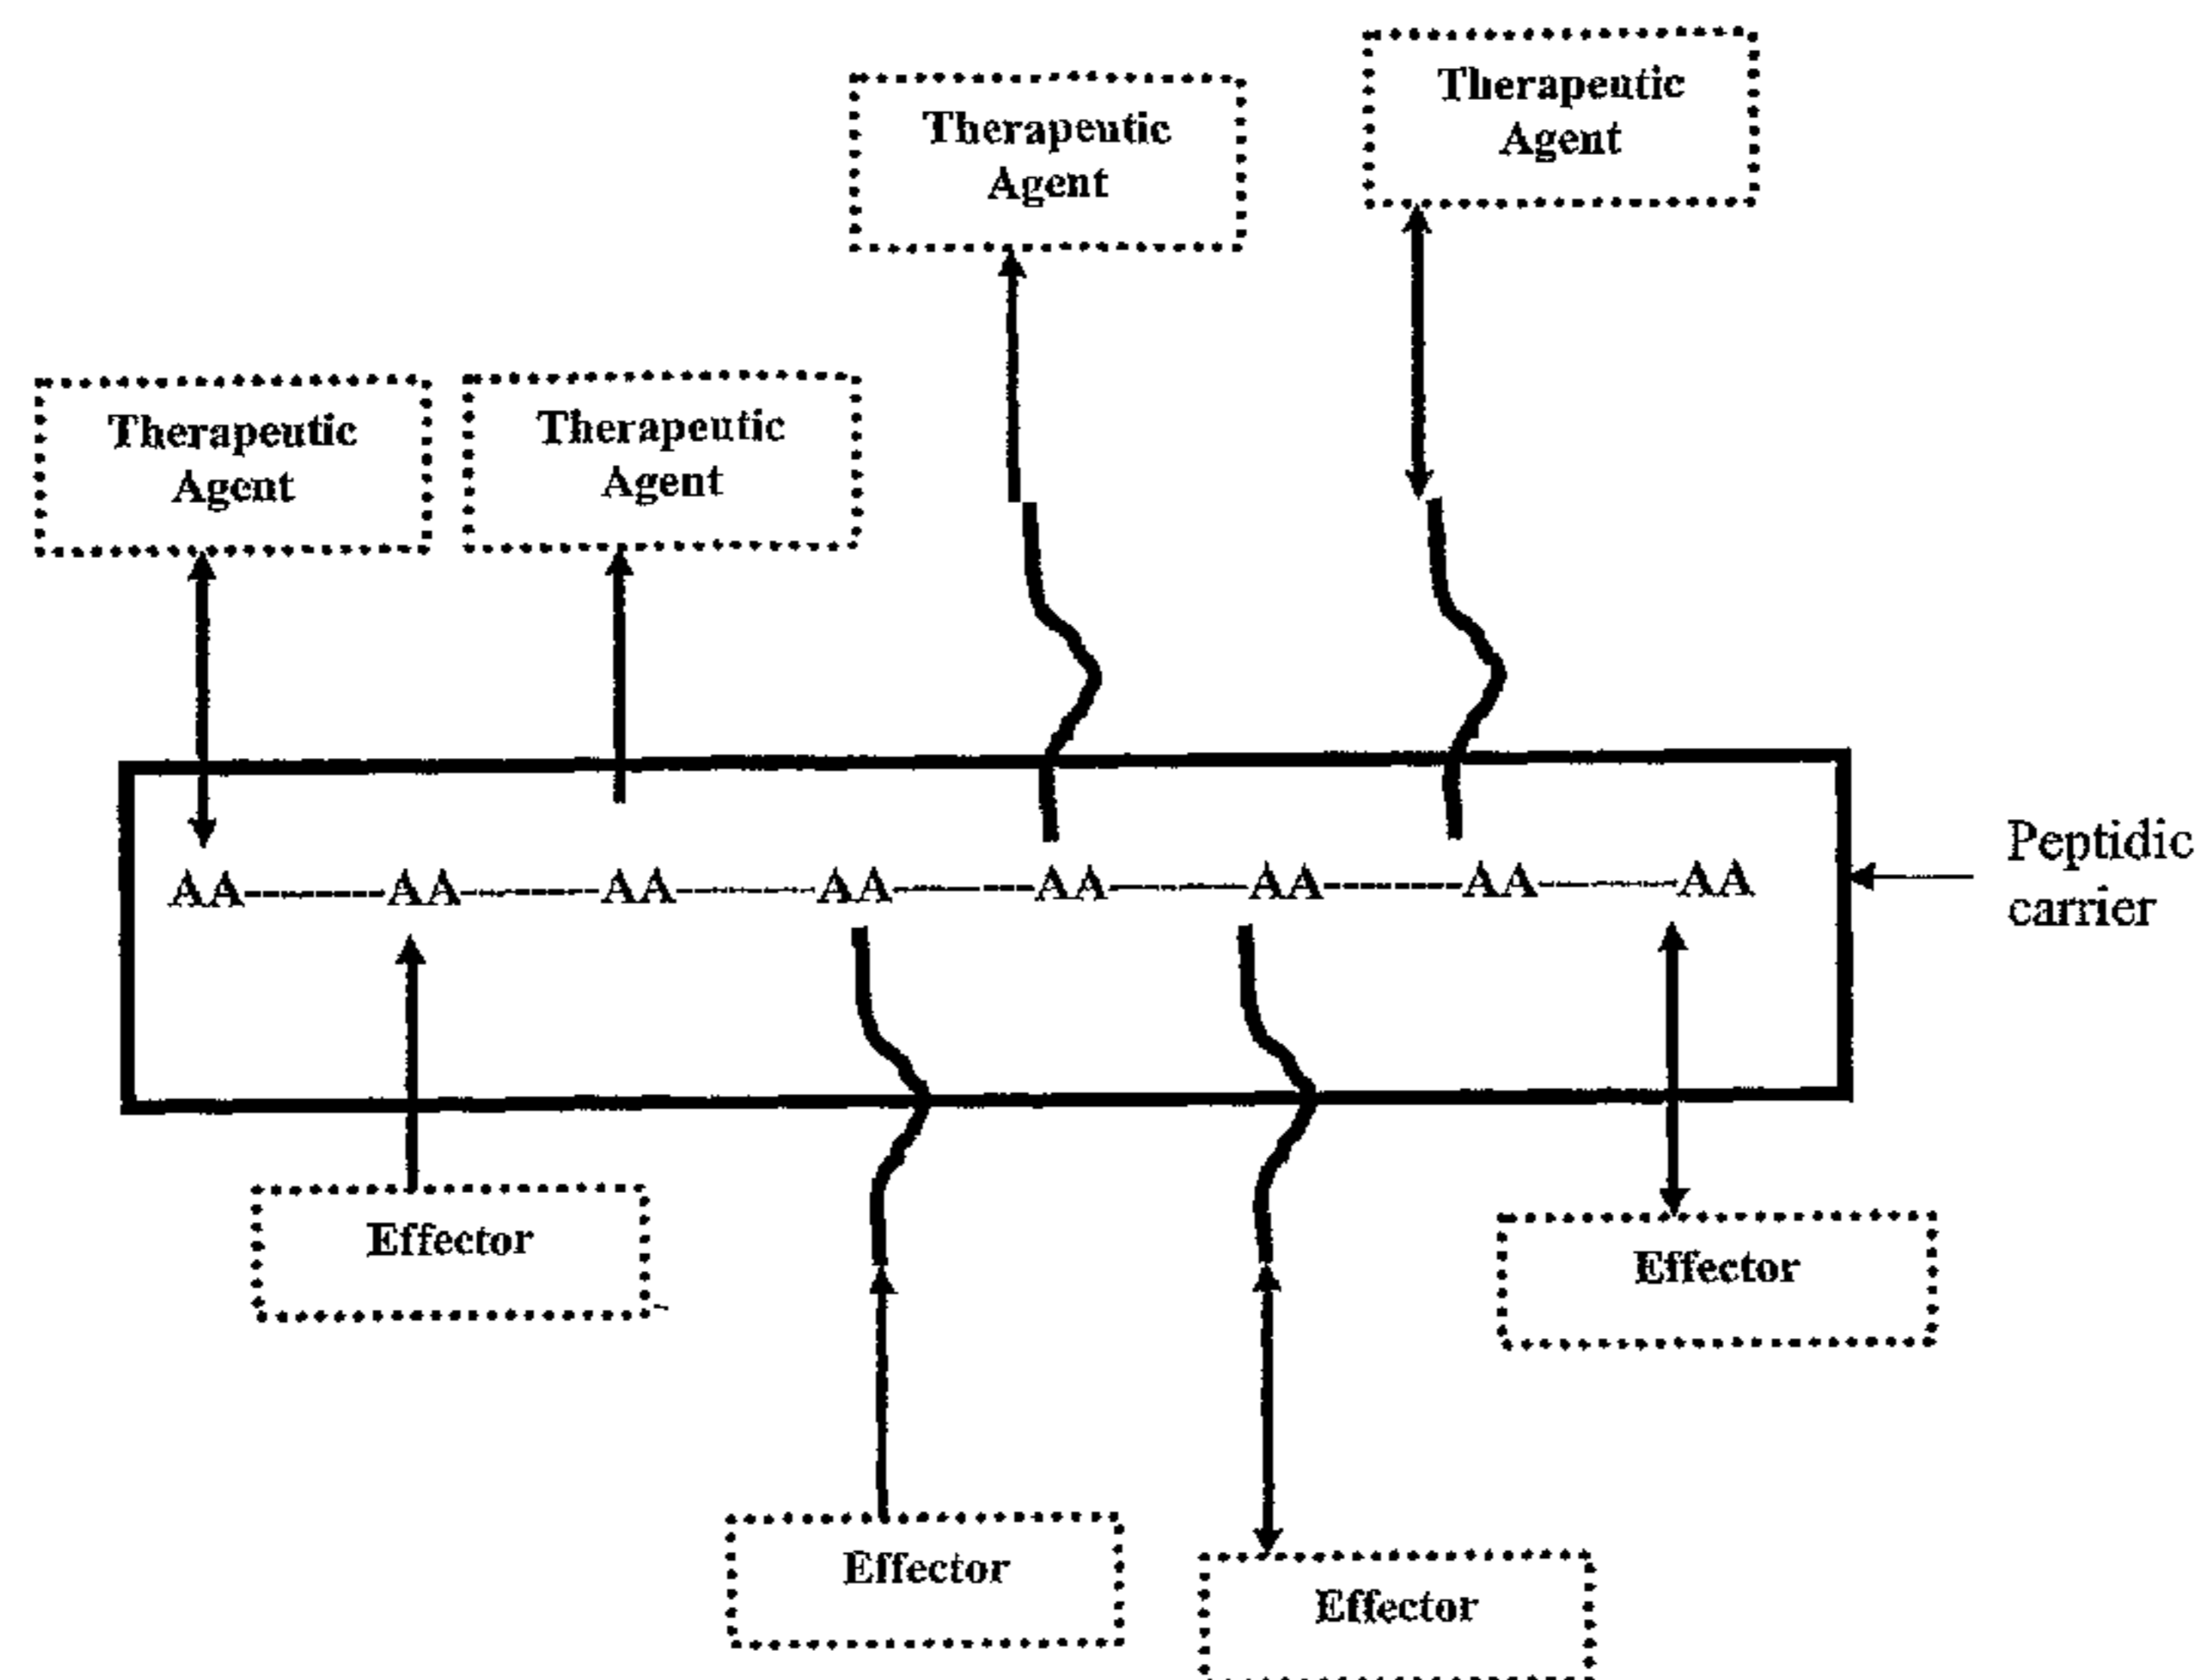 Therapeutic
Agent
Therapeutic
Agent
Therapeutic
Agent
Therapeutic
Agent
AA AA AA AA AA AA AA AA
Peptidic
carrier
Effector
Effector
Effector
Effector